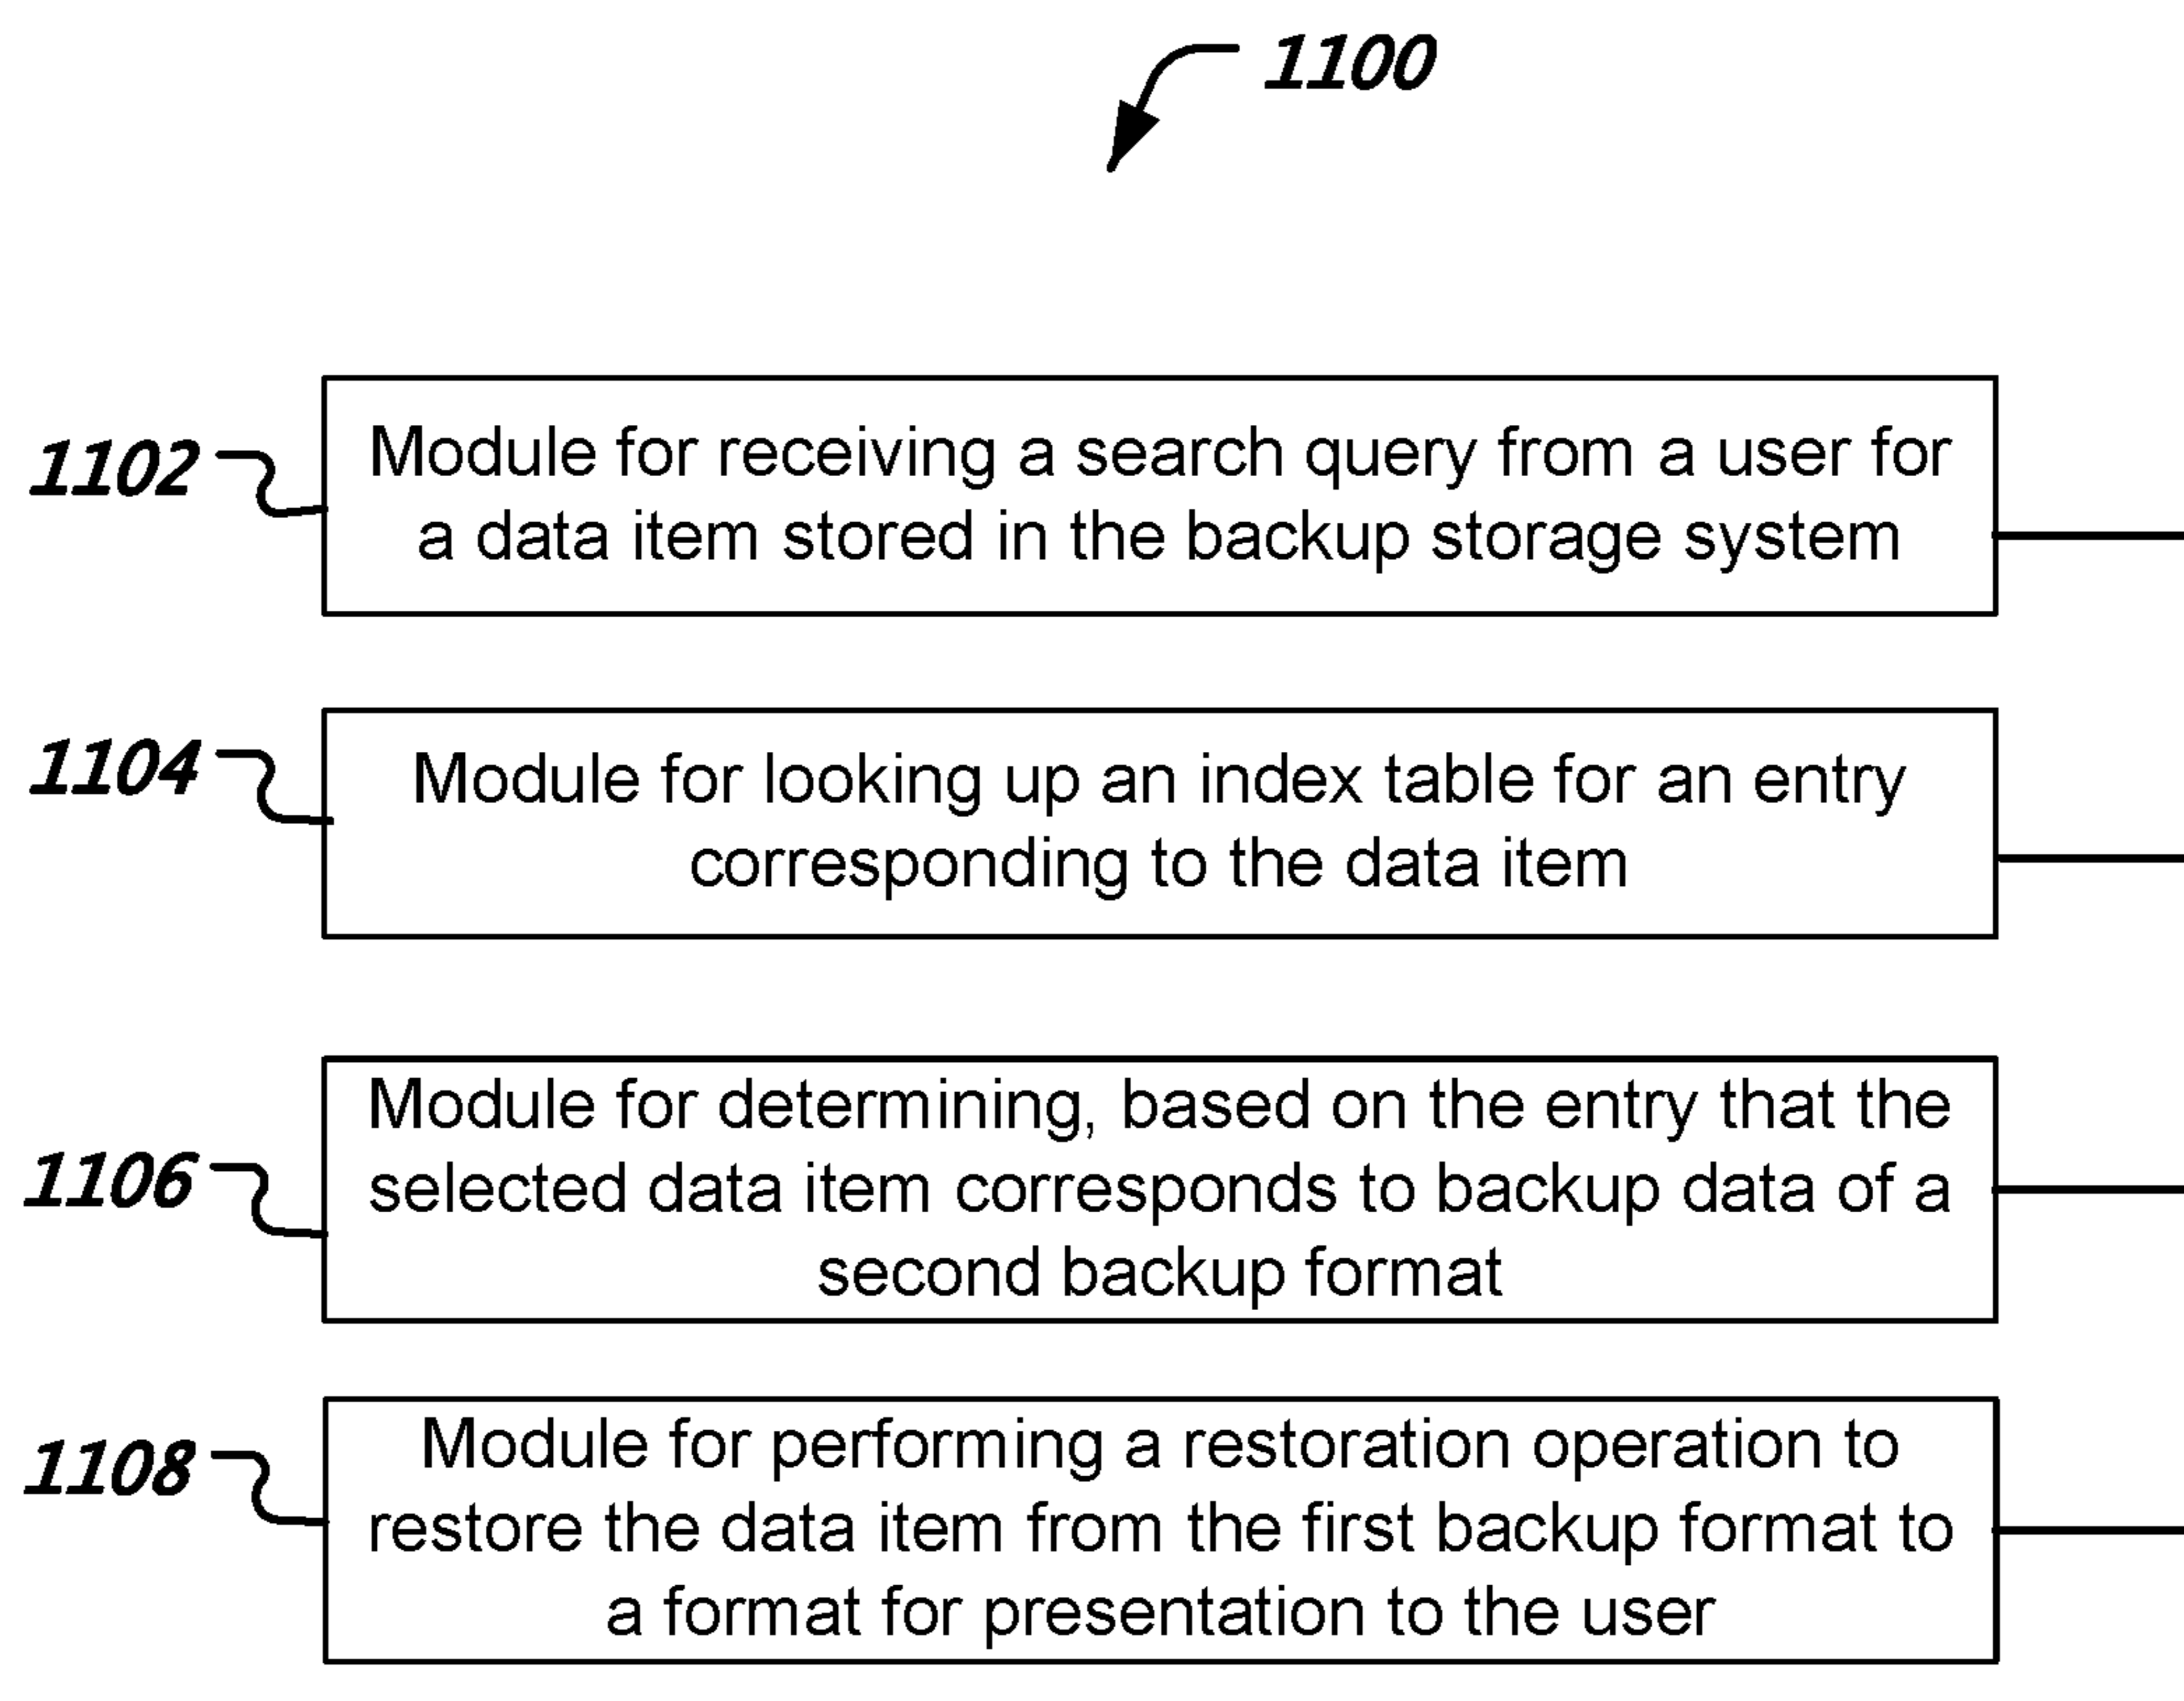 1100
1102
Module for receiving a search query from a user for
a data item stored in the backup storage system
1104
Module for looking up an index table for an entry
corresponding to the data item
1106
Module for determining, based on the entry that the
selected data item corresponds to backup data of a
second backup format
1108
Module for performing a restoration operation to
restore the data item from the first backup format to
a format for presentation to the user